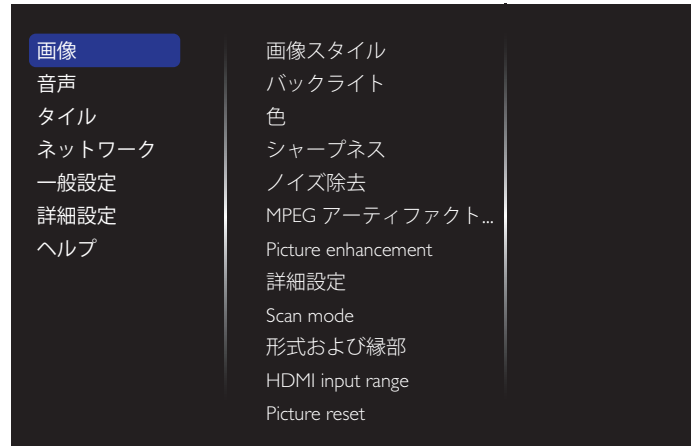 画像
音声
タイル
ネットワーク
一般設定
詳細設定
ヘルプ
画像スタイル
バックライト
色
シャープネス
ノイズ除去
MPEG アーティファクト...
Picture enhancement
詳細設定
Scan mode
形式および縁部
HDMI input range
Picture reset